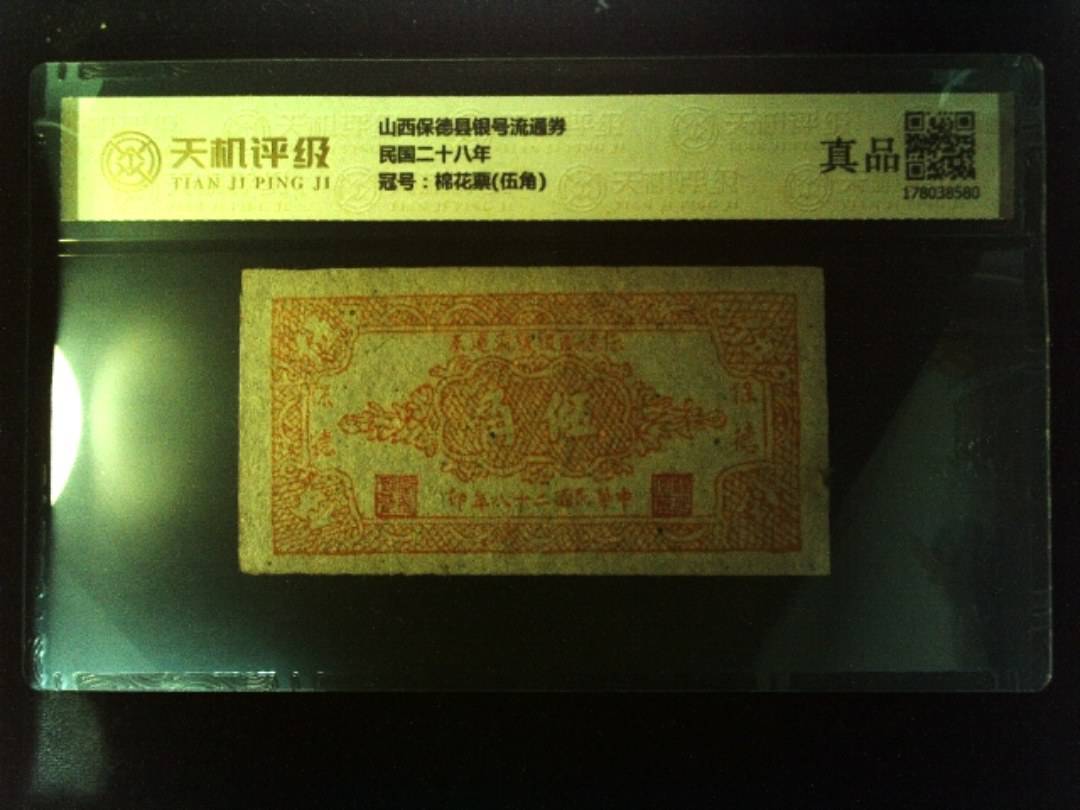 天机评级
TIAN JI PING JI
山西保德县银号流通券
民国二十八年
冠号：棉花票(伍角)
真品
178038580
角伍
印年八十二國民華中